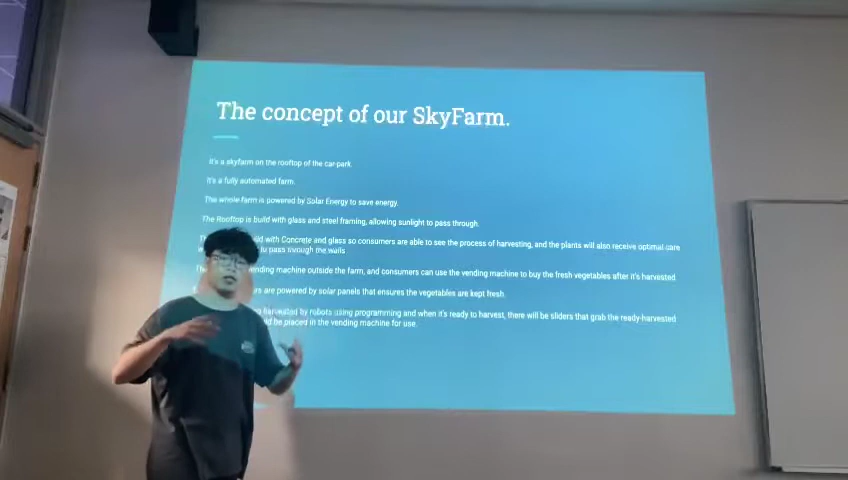 The concept of our SkyFarm.
It's a skyfarm on the rooftop of the car park.
It's a fully automated farm.
The whole farm is powered by Solar Energy to save energy.
The Rooftop is build with glass and steel framing, allowing sunlight to pass through.
with Concrete and glass so consumers are able to see the process of harvesting, and the plants will also receive optimal care
to pass through the walls
vending machine outside the farm, and consumers can use the vending machine to buy the fresh vegetables after it's harvested
are powered by solar panels that ensures the vegetables are kept fresh.
harvested by robots using programming and when it's ready to harvest, there will be sliders that grab the ready-harvested
be placed in the vending machine for use.